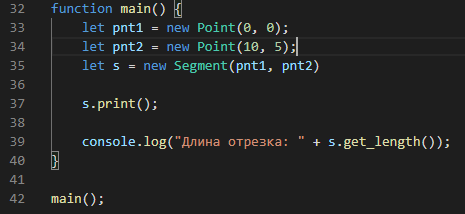 32 function main() {
33     let pnt1 = new Point(0, 0);
34     let pnt2 = new Point(10, 5);
35     let s = new Segment(pnt1, pnt2)
36
37     s.print();
38
39     console.log("Длина отрезка: " + s.get_length());
40 }
41
42 main();